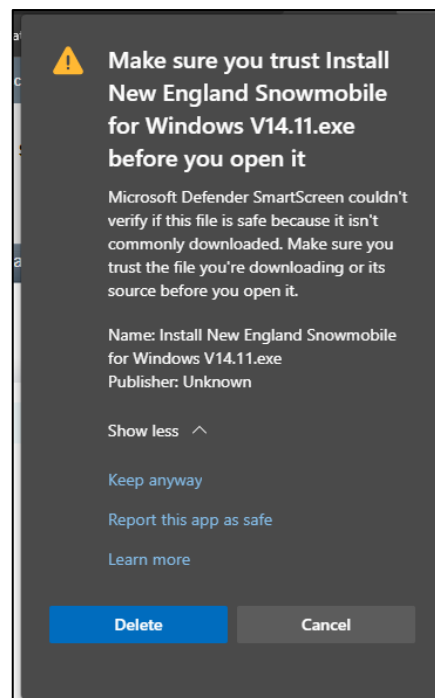 Make sure you trust Install
New England Snowmobile
for Windows V14.11.exe
before you open it
Microsoft Defender SmartScreen couldn't
verify if this file is safe because it isn't
commonly downloaded. Make sure you
trust the file you're downloading or its
source before you open it.
Name: Install New England Snowmobile
for Windows V14.11.exe
Publisher: Unknown
Show less
Keep anyway
Report this app as safe
Learn more
Delete
Cancel